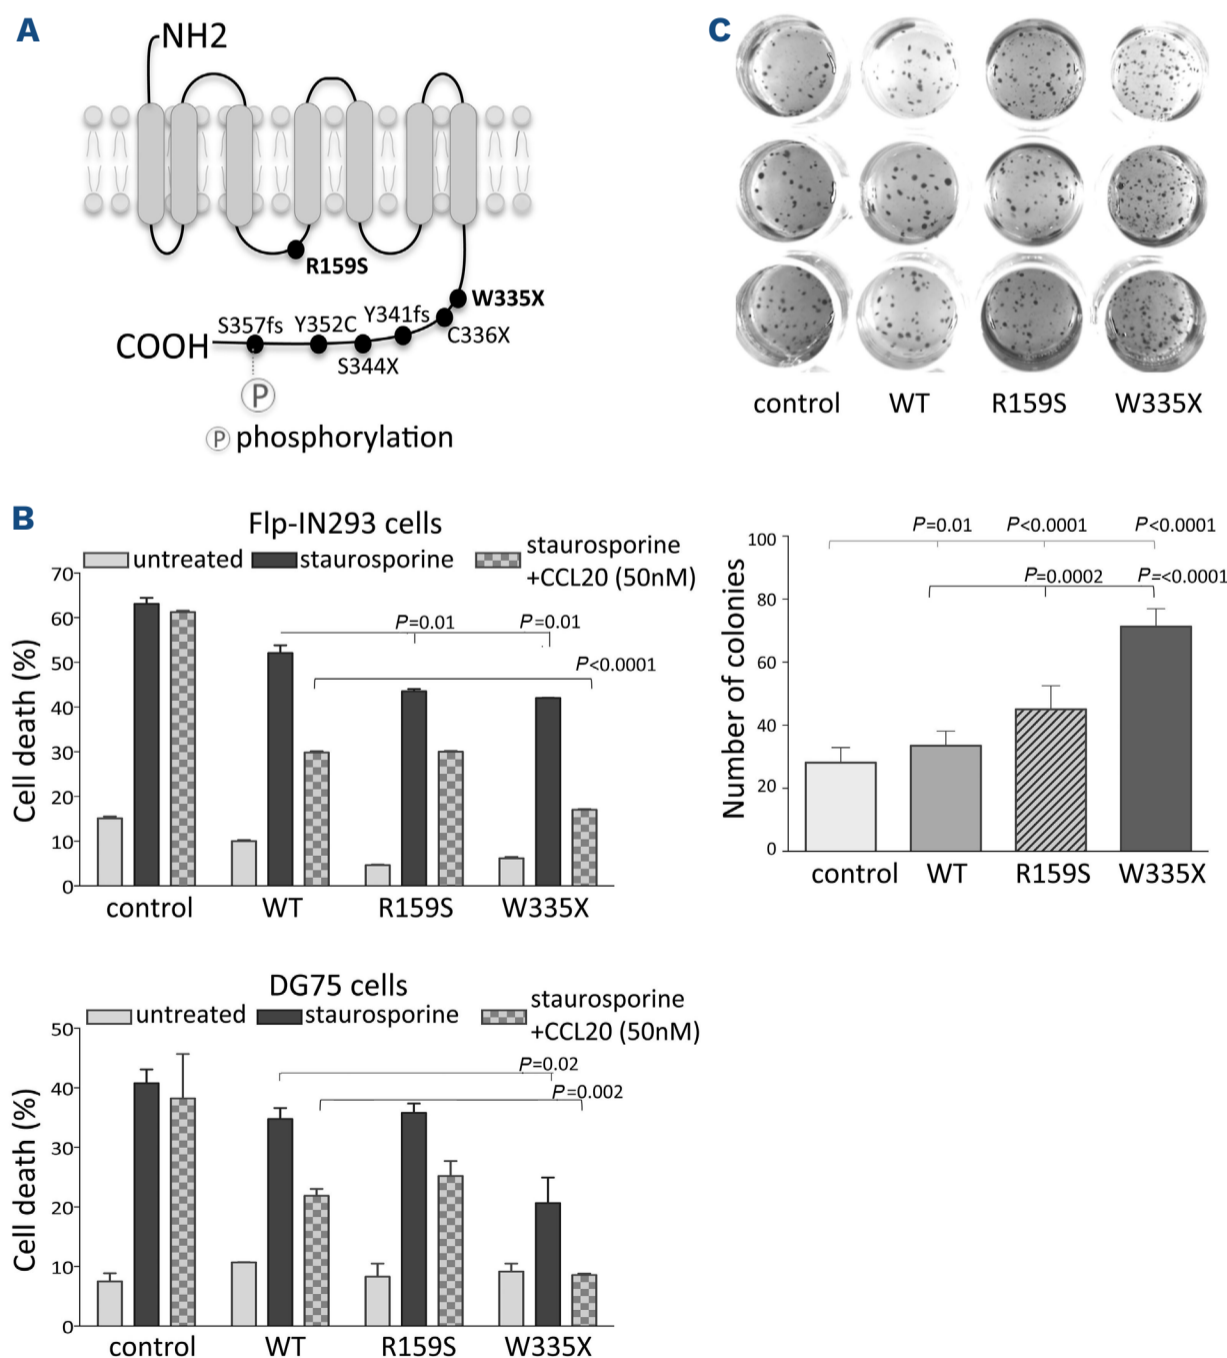 A
NH2
R159S
W335X
C336X
Y341fs
S344X
Y352C
S357fs
COOH
P
P phosphorylation
C
control WT R159S W335X
B
Flp-IN293 cells
untreated staurosporine staurosporine
+CCL20 (50nM)
Cell death (%)
70
60
50
40
30
20
10
0
P=0.01 P=0.01
P<0.0001
control WT R159S W335X
Number of colonies
100
80
60
40
20
0
P=0.01 P<0.0001 P<0.0001
P=0.0002 P=<0.0001
control WT R159S W335X
DG75 cells
untreated staurosporine staurosporine
+CCL20 (50nM)
Cell death (%)
50
40
30
20
10
0
P=0.02
P=0.002
control WT R159S W335X